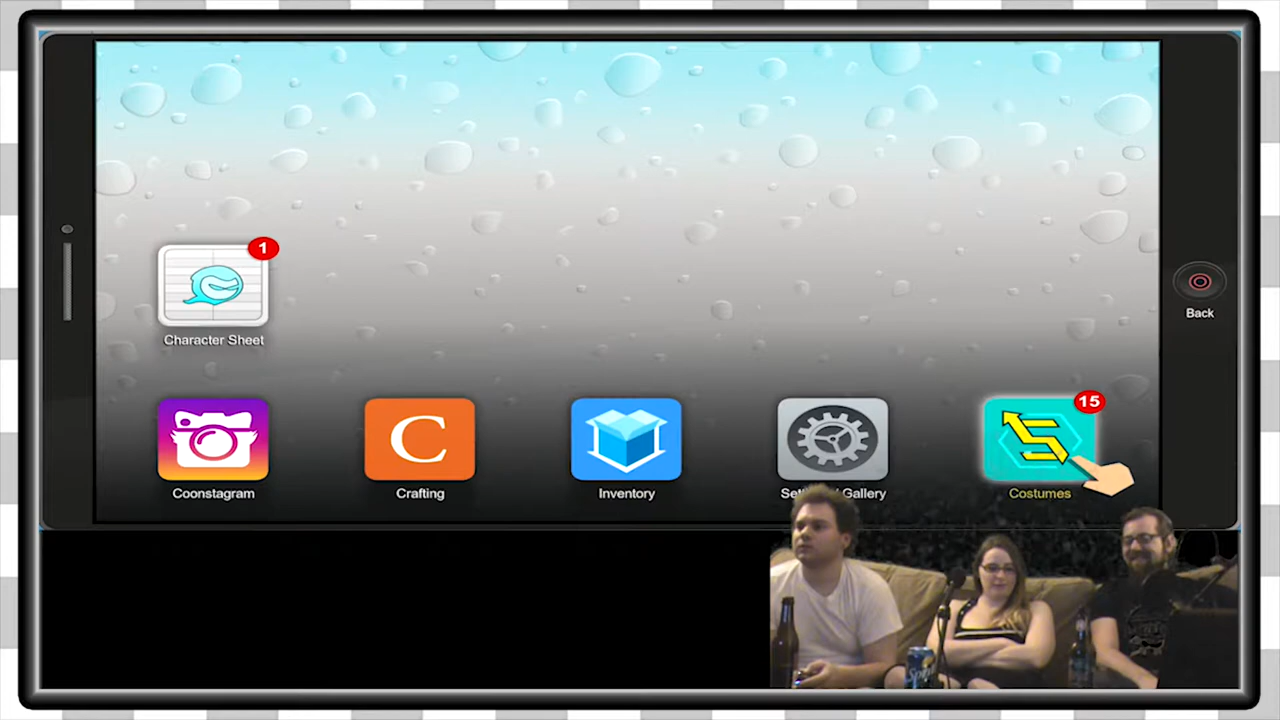 1
Character Sheet
Back
15
C
Coonstagram
Crafting
Inventory
Gallery
Costumes